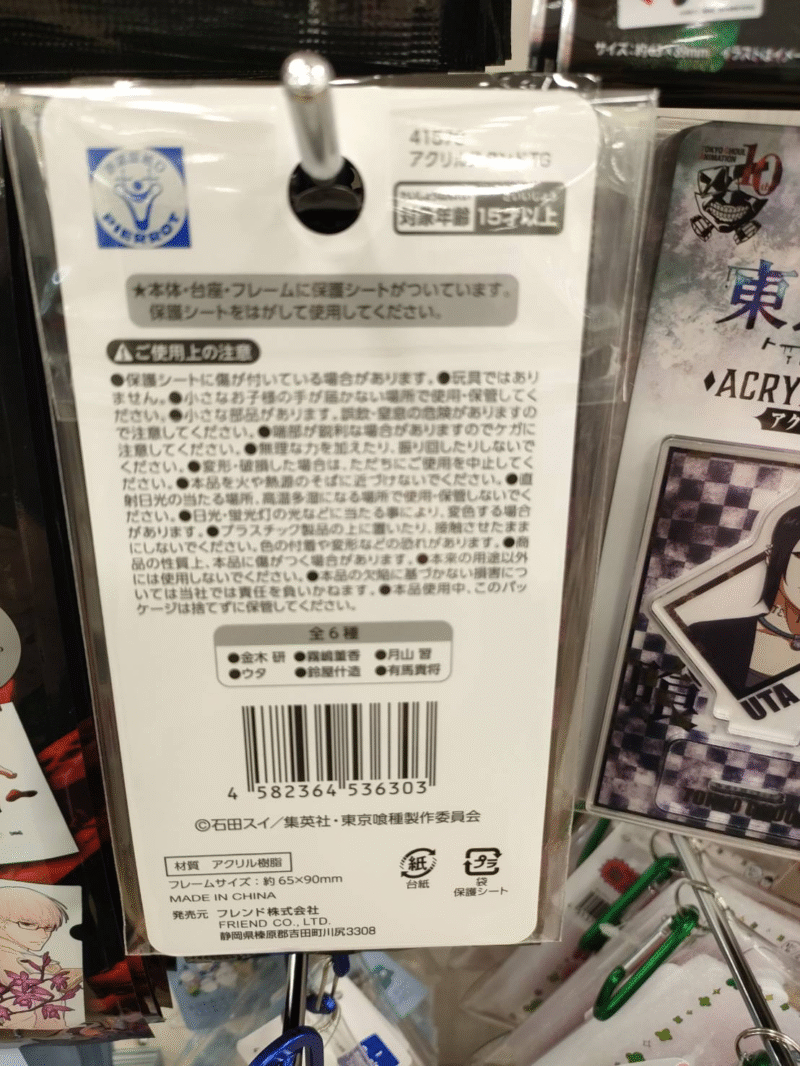 サイズ:約65×90mm
PIERROT
アクリルスタンドTG
対象年齢 15才以上
★本体・台座・フレームに保護シートがついています。
保護シートをはがして使用してください。
ご使用上の注意
●保護シートに傷が付いている場合があります。●玩具ではあり
ません。●小さなお子様の手が届かない場所で使用・保管してく
ださい。●小さな部品があります。誤飲・窒息の危険がありますの
で注意してください。●端部が鋭利な場合がありますのでケガに
注意してください。●無理な力を加えたり、振り回したりしないで
ください。●変形・破損した場合は、ただちにご使用を中止してく
ださい。●本品を火や熱源のそばに近づけないでください。●直
射日光の当たる場所、高温多湿になる場所で使用・保管しないでく
ださい。●日光・蛍光灯の光などに当たる事により、変色する場合
があります。●プラスチック製品の上に置いたり、接触させたまま
にしないでください。色の付着や変形などの恐れがあります。●商
品の性質上、本品に傷がつく場合があります。●本来の用途以外
には使用しないでください。●本品の欠陥に基づかない損害につ
いては当社では責任を負いかねます。●本品使用中、このパッ
ケージは捨てずに保管してください。
全6種
●金木 研 ●霧嶋董香 ●月山 習
●ウタ ●鈴屋什造 ●有馬貴将
4 582364 536303
©石田スイ/集英社・東京喰種製作委員会
材質 アクリル樹脂
フレームサイズ:約65×90mm
MADE IN CHINA
発売元 フレンド株式会社
FRIEND CO., LTD.
静岡県榛原郡吉田町川尻3308
紙
台紙
プラ
袋
保護シート
TOKYO GHOUL
ANIMATION
10th
東
ACRY
アク
UTA